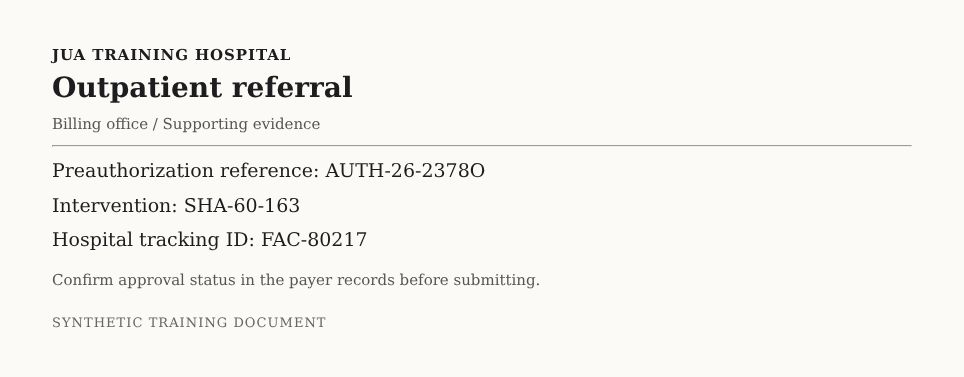 JUA TRAINING HOSPITAL
Outpatient referral
Billing office / Supporting evidence
Preauthorization reference: AUTH-26-2378O
Intervention: SHA-60-163
Hospital tracking ID: FAC-80217
Confirm approval status in the payer records before submitting.
SYNTHETIC TRAINING DOCUMENT